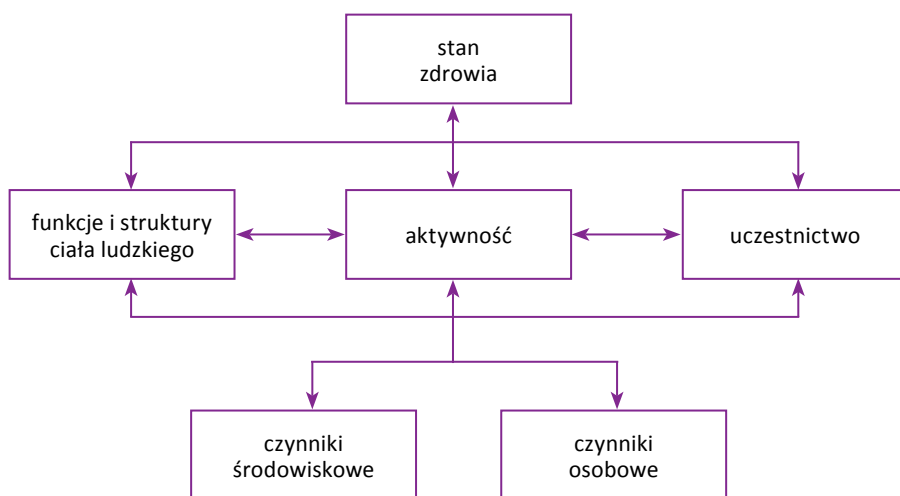 stan
zdrowia
funkcje i struktury
ciała ludzkiego
aktywność
uczestnictwo
czynniki
środowiskowe
czynniki
osobowe